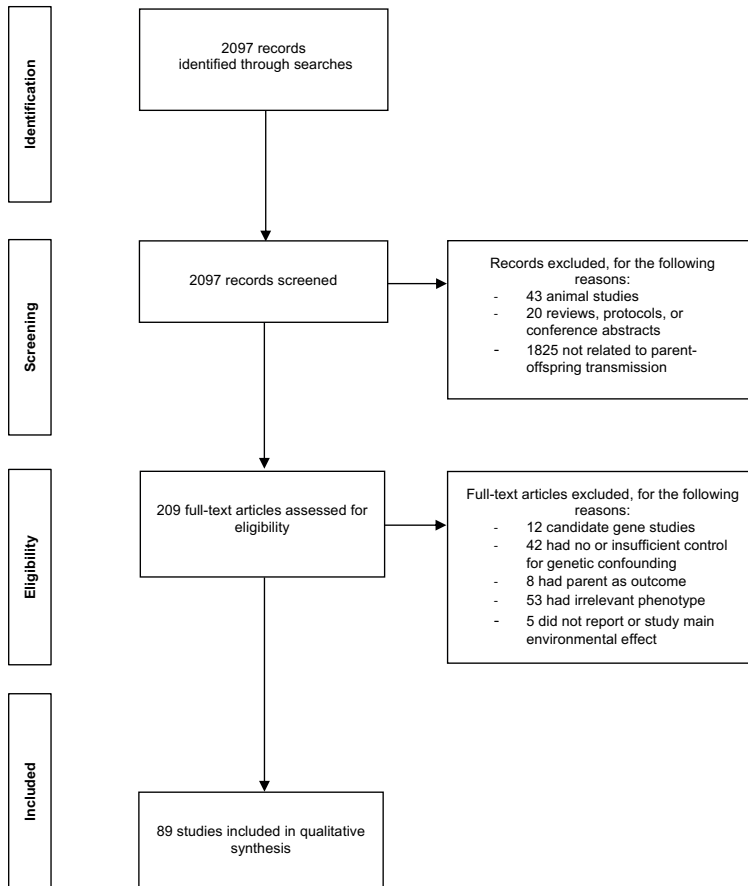 Identification
2097 records
identified through searches
Screening
2097 records screened
Records excluded, for the following
reasons:
- 43 animal studies
- 20 reviews, protocols, or
conference abstracts
- 1825 not related to parent-
offspring transmission
Eligibility
209 full-text articles assessed for
eligibility
Full-text articles excluded, for the following
reasons:
- 12 candidate gene studies
- 42 had no or insufficient control
for genetic confounding
- 8 had parent as outcome
- 53 had irrelevant phenotype
- 5 did not report or study main
environmental effect
Included
89 studies included in qualitative
synthesis